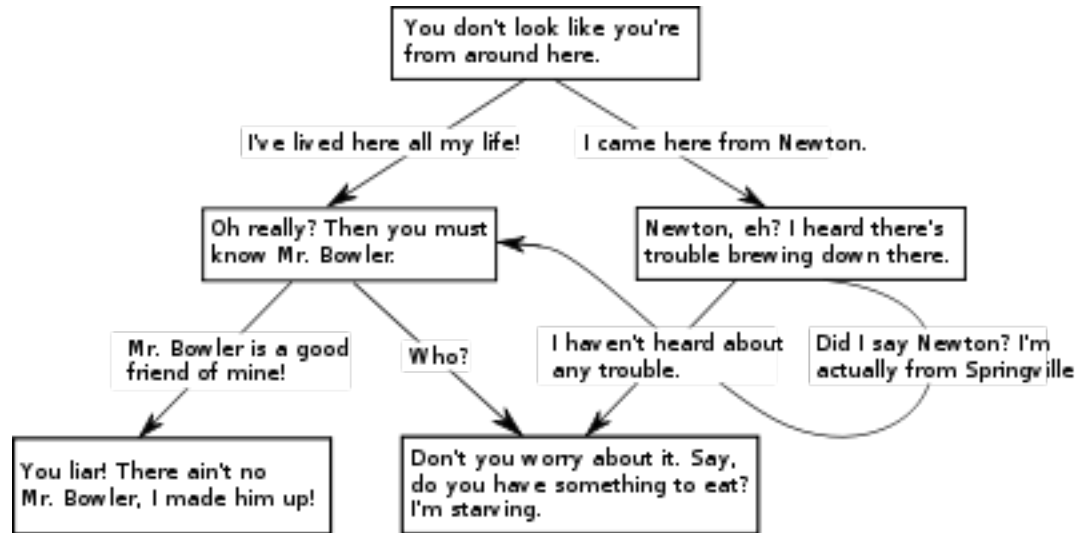 You don't look like you're
from around here.
I've lived here all my life!
I came here from Newton.
Oh really? Then you must
know Mr. Bowler.
Newton, eh? I heard there's
trouble brewing down there.
Mr. Bowler is a good
friend of mine!
Who?
I haven't heard about
any trouble.
Did I say Newton? I'm
actually from Springville
You liar! There ain't no
Mr. Bowler, I made him up!
Don't you worry about it. Say,
do you have something to eat?
I'm starving.